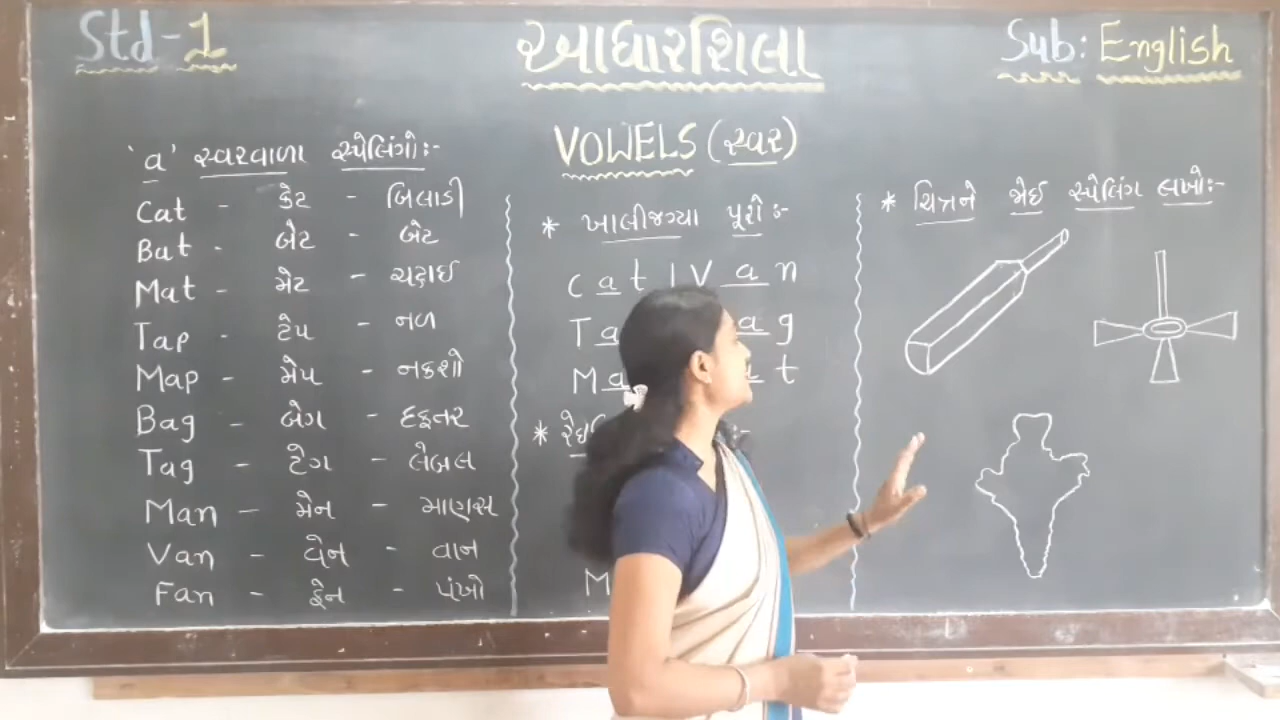 Std-1
આધારશિલા
Sub: English
VOWELS (સ્વર)
'a' સ્વરવાળા સ્પેલિંગો:-
Cat - કેટ - બિલાડી
Bat - બેટ - બેટ
Mat - મેટ - ચટાઈ
Tap - ટેપ - નળ
Map - મેપ - નકશો
Bag - બેગ - દફતર
Tag - ટેગ - લેબલ
Man - મેન - માણસ
Van - વેન - વાન
Fan - ફેન - પંખો
* ખાલીજગ્યા પૂરો :-
c a t | V a n
T a a g
M a t
*
M
* ચિત્રને જોઈ સ્પેલિંગ લખો:-